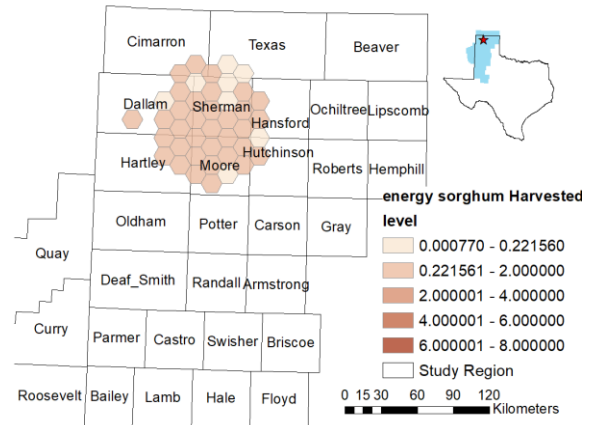 Cimarron Texas Beaver
Dallam Sherman Ochiltree Lipscomb
Hansford
Hartley Moore Hutchinson Roberts Hemphill
energy sorghum Harvested
level
Oldham Potter Carson Gray
0.000770 - 0.221560
Quay
0.221561 - 2.000000
Deaf_Smith Randall Armstrong
2.000001 - 4.000000
4.000001 - 6.000000
Curry Parmer Castro Swisher Briscoe
6.000001 - 8.000000
Study Region
Roosevelt Bailey Lamb Hale Floyd
0 15 30 60 90 120
Kilometers